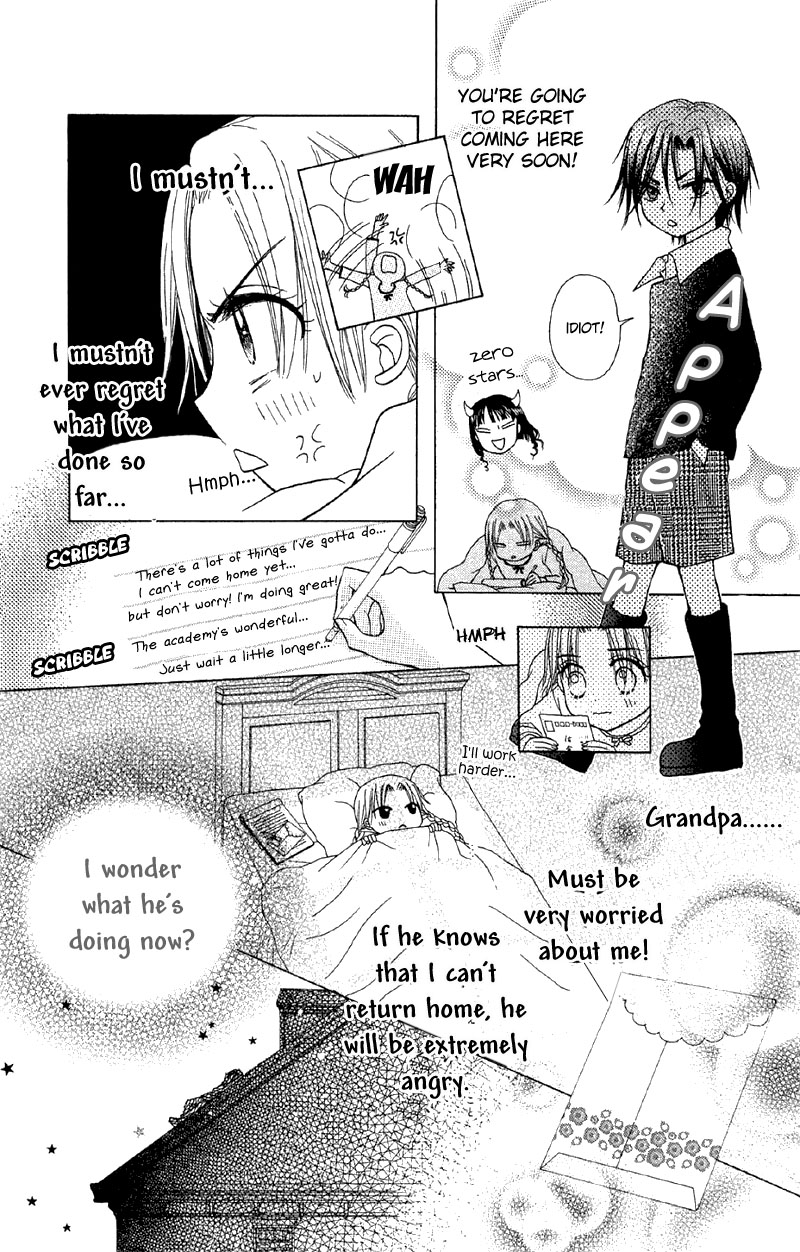 YOU'RE GOING
TO REGRET
COMING HERE
VERY SOON!
IDIOT!
Appear
zero
stars...
WAH
I mustn't...
I mustn't
ever regret
what I've
done so
far...
Hmph...
SCRIBBLE
There's a lot of things I've gotta do...
I can't come home yet...
but don't worry! I'm doing great!
The academy's wonderful...
SCRIBBLE
Just wait a little longer...
HMPH
I'll work
harder...
Grandpa......
Must be
very worried
about me!
I wonder
what he's
doing now?
If he knows
that I can't
return home, he
will be extremely
angry.